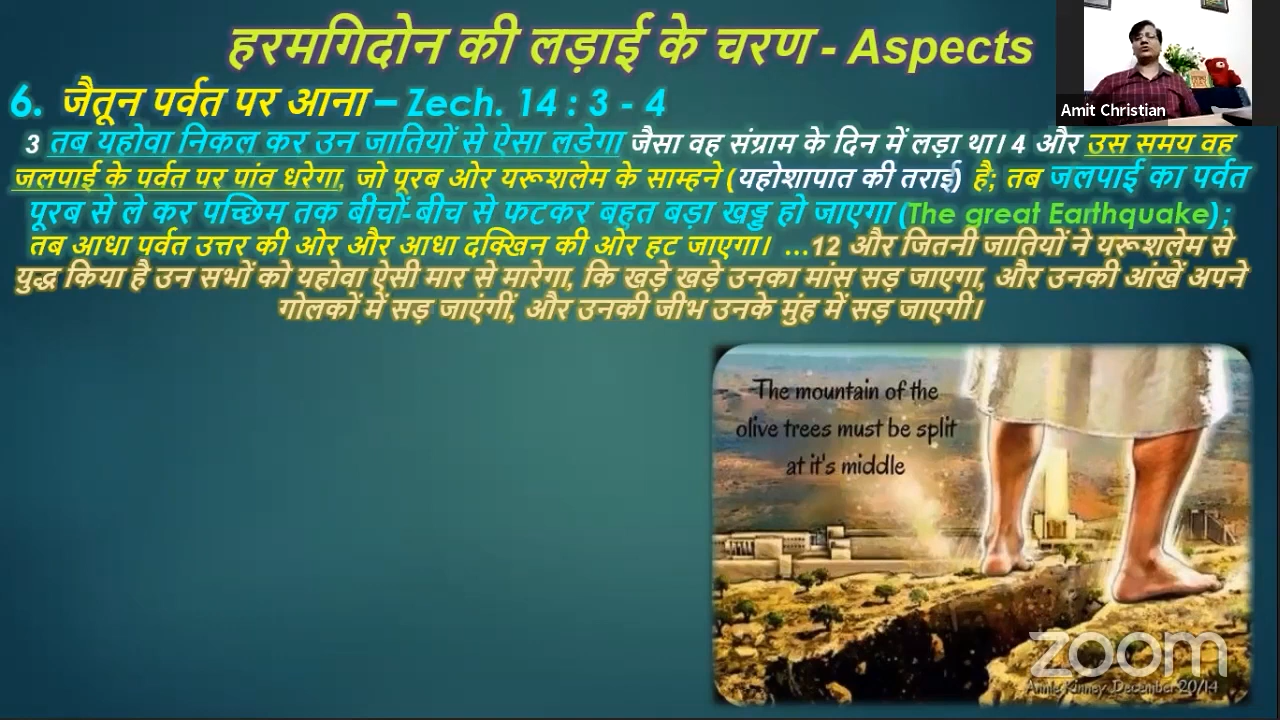 हरमगिदोन की लड़ाई के चरण - Aspects
Amit Christian
6. जैतून पर्वत पर आना – Zech. 14 : 3 - 4
3 तब यहोवा निकल कर उन जातियों से ऐसा लडेगा जैसा वह संग्राम के दिन में लड़ा था। 4 और उस समय वह
जलपाई के पर्वत पर पांव धरेगा, जो पूरब ओर यरूशलेम के साम्हने (यहोशापात की तराई) है; तब जलपाई का पर्वत
पूरब से ले कर पच्छिम तक बीचों-बीच से फटकर बहुत बड़ा खड्ड हो जाएगा (The great Earthquake);
तब आधा पर्वत उत्तर की ओर और आधा दक्खिन की ओर हट जाएगा। ...12 और जितनी जातियों ने यरूशलेम से
युद्ध किया है उन सभों को यहोवा ऐसी मार से मारेगा, कि खड़े खड़े उनका मांस सड़ जाएगा, और उनकी आंखें अपने
गोलकों में सड़ जाएंगीं, और उनकी जीभ उनके मुंह में सड़ जाएगी।
The mountain of the
olive trees must be split
at it's middle
zoom
Annie Kinney December 2014